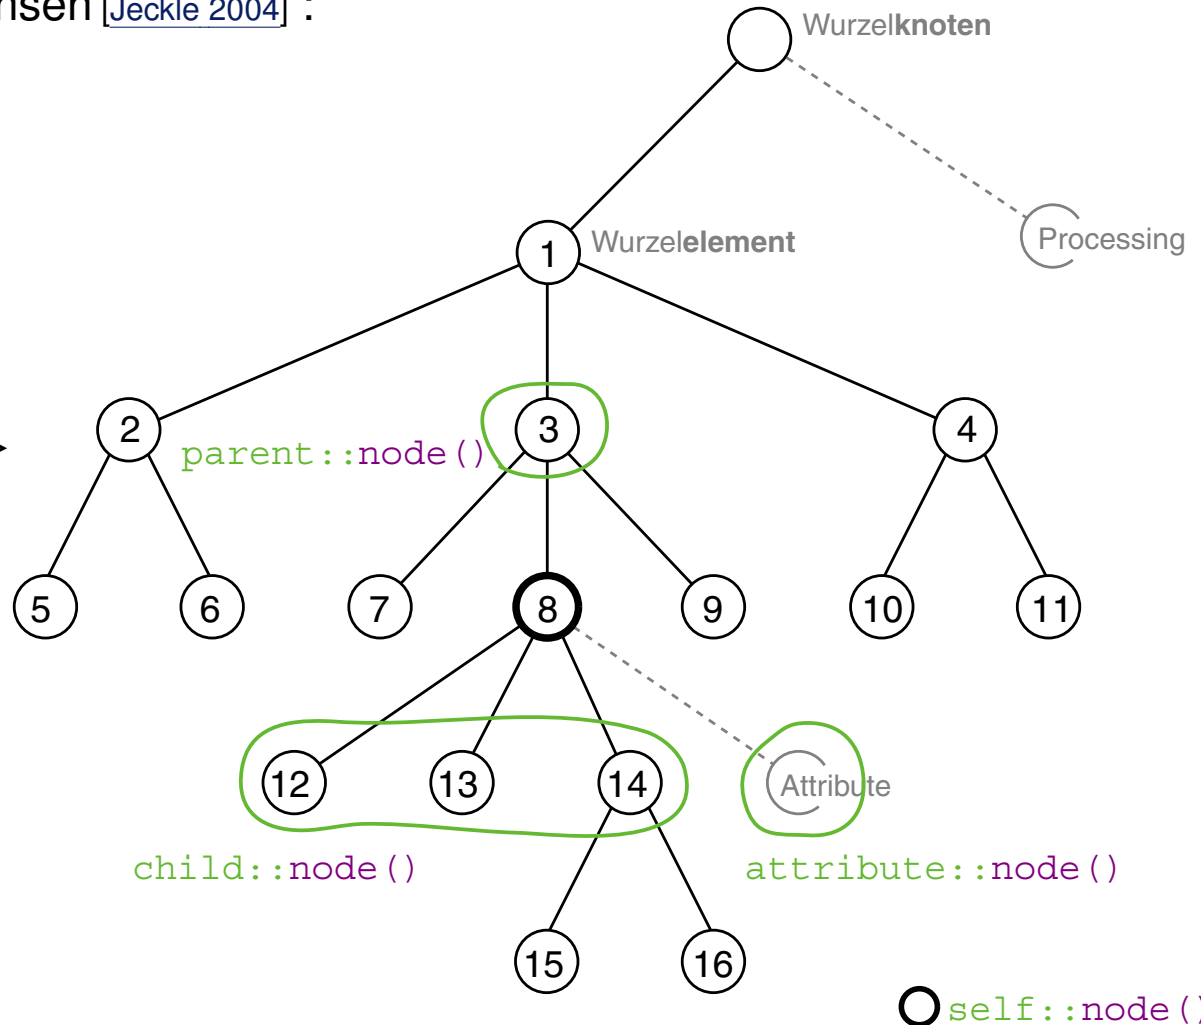 nsen [Jeckle 2004] :
Wurzelknoten
Processing
1 Wurzelelement
2 3 4
parent::node()
5 6 7 8 9 10 11
12 13 14 Attribute
child::node() attribute::node()
15 16
self::node()